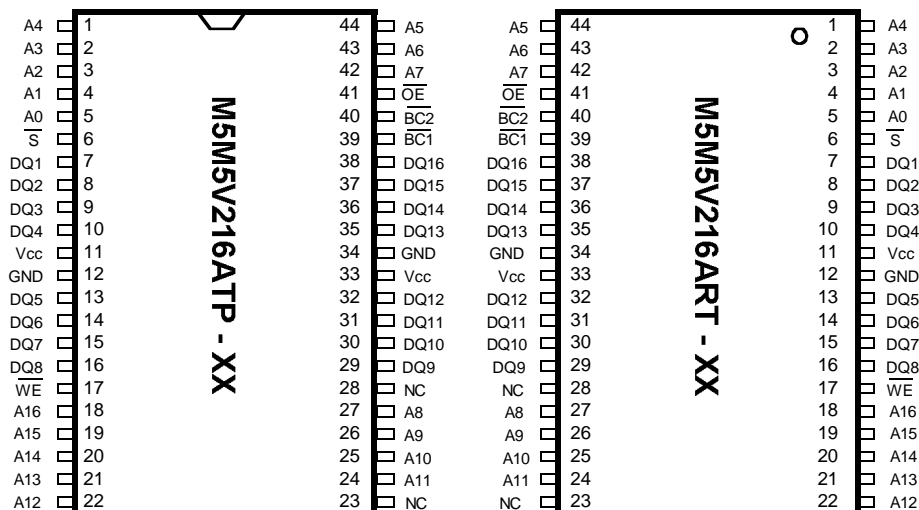 A4 1 44 A5
A3 2 43 A6
A2 3 42 A7
A1 4 41 OE
A0 5 40 BC2
S 6 39 BC1
DQ1 7 38 DQ16
DQ2 8 37 DQ15
DQ3 9 36 DQ14
DQ4 10 35 DQ13
Vcc 11 34 GND
GND 12 33 Vcc
DQ5 13 32 DQ12
DQ6 14 31 DQ11
DQ7 15 30 DQ10
DQ8 16 29 DQ9
WE 17 28 NC
A16 18 27 A8
A15 19 26 A9
A14 20 25 A10
A13 21 24 A11
A12 22 23 NC
M5M5V216ATP - XX
A5 44 1 A4
A6 43 2 A3
A7 42 3 A2
OE 41 4 A1
BC2 40 5 A0
BC1 39 6 S
DQ16 38 7 DQ1
DQ15 37 8 DQ2
DQ14 36 9 DQ3
DQ13 35 10 DQ4
GND 34 11 Vcc
Vcc 33 12 GND
DQ12 32 13 DQ5
DQ11 31 14 DQ6
DQ10 30 15 DQ7
DQ9 29 16 DQ8
NC 28 17 WE
A8 27 18 A16
A9 26 19 A15
A10 25 20 A14
A11 24 21 A13
NC 23 22 A12
M5M5V216ART - XX